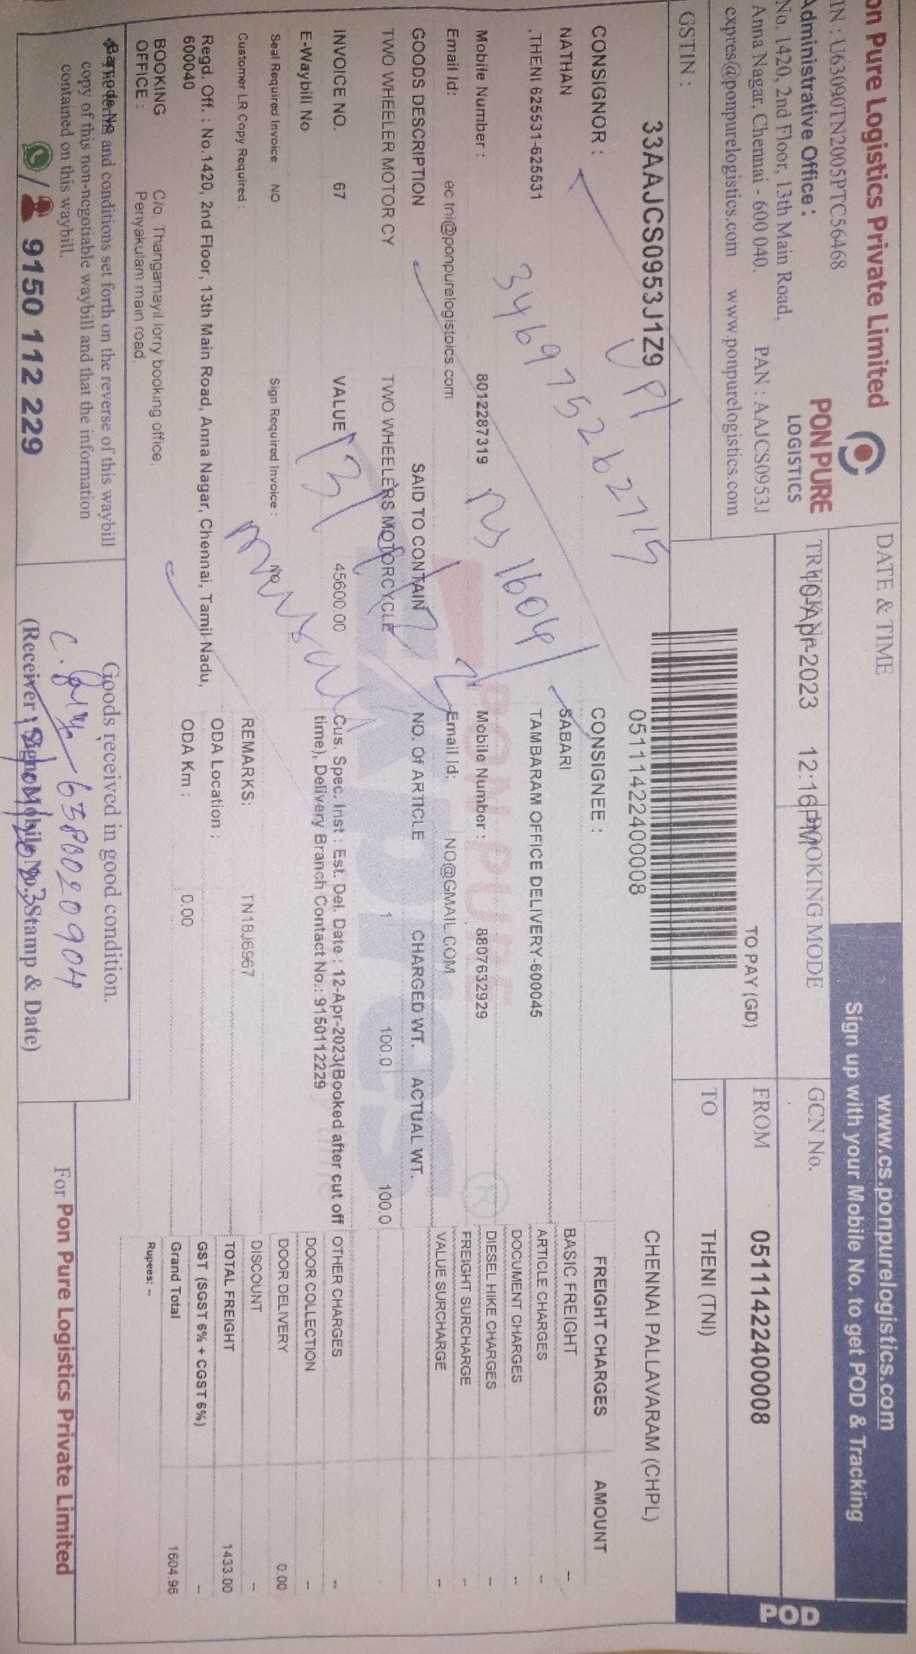 on Pure Logistics Private Limited
IN : U63090TN2005PTC56468
Administrative Office :
No. 1420, 2nd Floor, 13th Main Road,
Anna Nagar, Chennai - 600 040. PAN : AAJCS0953J
expres@ponpurelogistics.com www.ponpurelogistics.com
PON PURE
LOGISTICS
GSTIN :
33AAJCS0953J1Z9
DATE & TIME
10-Apr-2023 12:16 PM
BOOKING MODE
TO PAY (GD)
www.cs.ponpurelogistics.com
Sign up with your Mobile No. to get POD & Tracking
POD
GCN No.
0511142400008
FROM THENI (TNI)
TO CHENNAI PALLAVARAM (CHPL)
0511142400008
CONSIGNOR :
NATHAN
,THENI 625531-625531
Mobile Number : 8012287319
Email Id: ec.tni@ponpurelogistoics.com
CONSIGNEE :
SABARI
TAMBARAM OFFICE DELIVERY-600045
Mobile Number : 8807632929
Email Id: NO@GMAIL.COM
UPI
346975262715
Rs 1604/
GOODS DESCRIPTION SAID TO CONTAIN NO. Of ARTICLE CHARGED WT. ACTUAL WT.
TWO WHEELER MOTOR CY TWO WHEELERS MOTORCYCLE 1 100.0 100.0
INVOICE NO. 67 VALUE 45600.00
E-Waybill No
Cus. Spec. Inst : Est. Del. Date : 12-Apr-2023(Booked after cut off
time), Delivery Branch Contact No.: 9150112229
Seal Required Invoice : NO Sign Required Invoice : NO
Customer LR Copy Required :
REMARKS: TN18J6967
ODA Location :
ODA Km : 0.00
Regd. Off. : No.1420, 2nd Floor, 13th Main Road, Anna Nagar, Chennai, Tamil Nadu,
600040
BOOKING OFFICE : C/o. Thangamayil lorry booking office,
Periyakulam main road,
FREIGHT CHARGES AMOUNT
BASIC FREIGHT --
ARTICLE CHARGES --
DOCUMENT CHARGES --
DIESEL HIKE CHARGES --
FREIGHT SURCHARGE --
VALUE SURCHARGE --
OTHER CHARGES --
DOOR COLLECTION --
DOOR DELIVERY 0.00
DISCOUNT --
TOTAL FREIGHT 1433.00
GST (SGST 6% + CGST 6%) --
Grand Total 1604.96
Rupees: --
and conditions set forth on the reverse of this waybill
copy of this non-negotiable waybill and that the information
contained on this waybill.
9150 112 229
Goods received in good condition.
6380020904
(Receiver's Sign, Mobile No. Stamp & Date)
For Pon Pure Logistics Private Limited
PON PURE
Expres